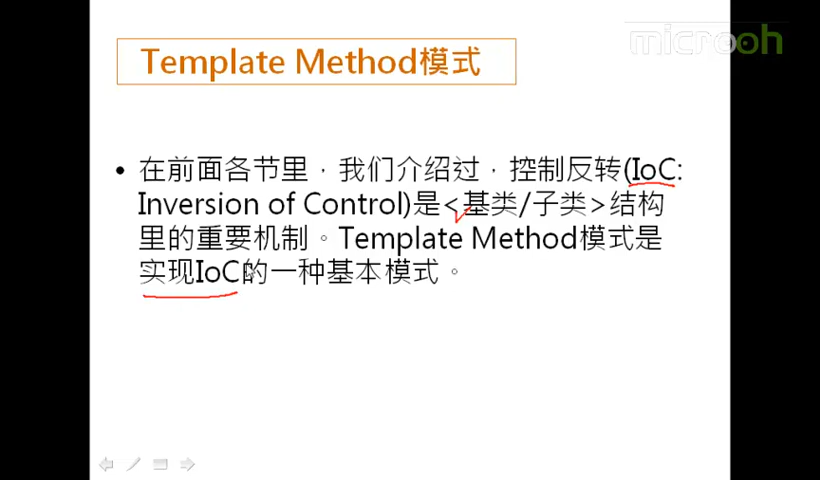 microoh
Template Method模式
• 在前面各节里，我们介绍过，控制反转(IoC:
Inversion of Control)是<基类/子类>结构
里的重要机制。Template Method模式是
实现IoC的一种基本模式。